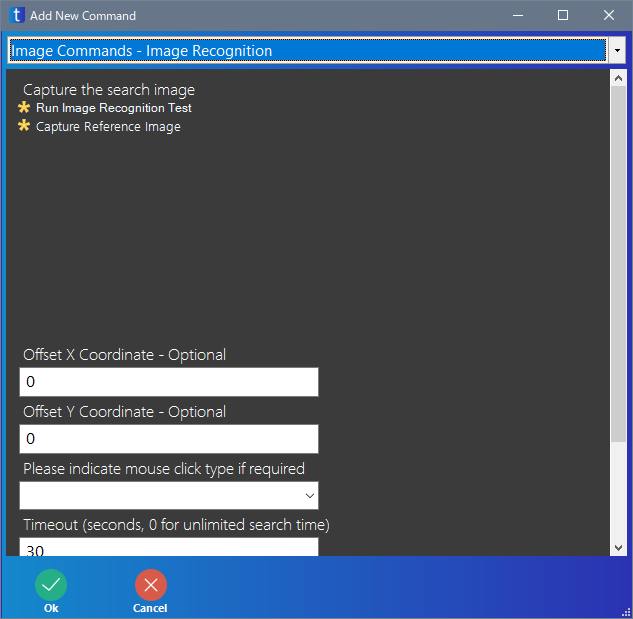 t Add New Command
Image Commands - Image Recognition
Capture the search image
Run Image Recognition Test
Capture Reference Image
Offset X Coordinate - Optional
0
Offset Y Coordinate - Optional
0
Please indicate mouse click type if required
Timeout (seconds, 0 for unlimited search time)
30
Ok Cancel